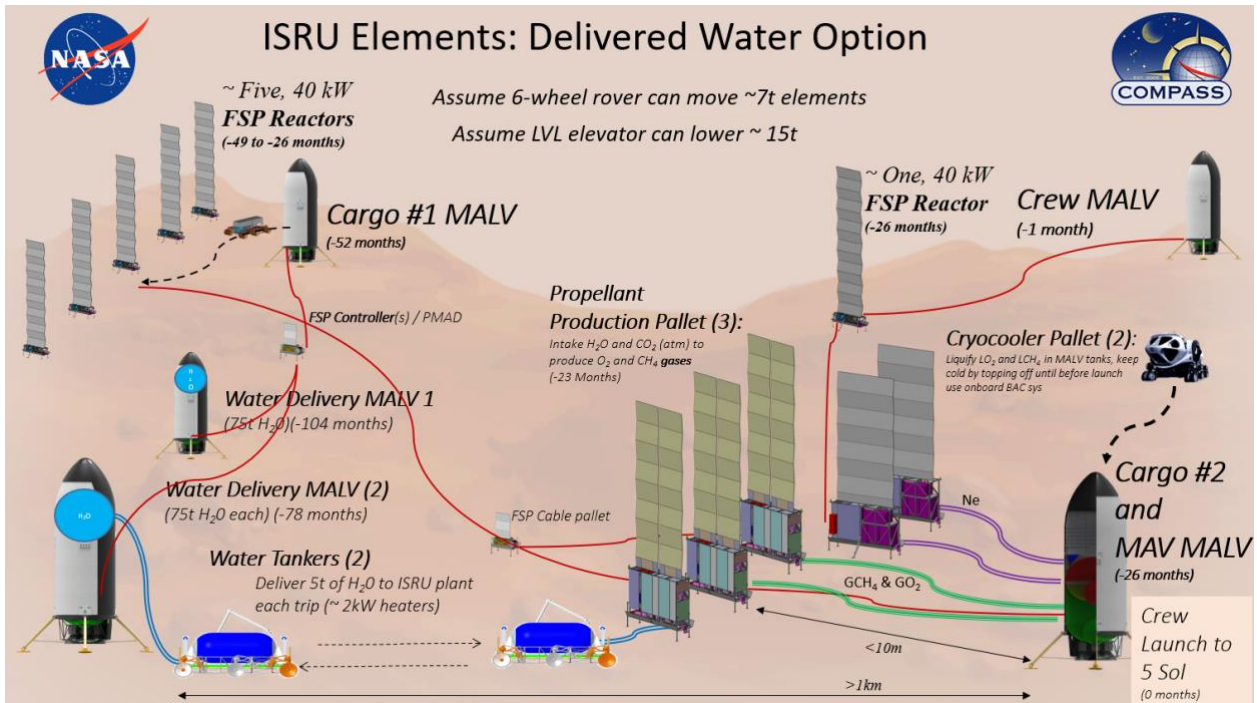 NASA
ISRU Elements: Delivered Water Option
COMPASS
~ Five, 40 kW
FSP Reactors
(-49 to -26 months)
Assume 6-wheel rover can move ~7t elements
Assume LVL elevator can lower ~ 15t
Cargo #1 MALV
(-52 months)
~ One, 40 kW
FSP Reactor
(-26 months)
Crew MALV
(-1 month)
FSP Controller(s) / PMAD
Propellant
Production Pallet (3):
Intake H₂O and CO₂ (atm) to
produce O₂ and CH₄ gases
(-23 Months)
Cryocooler Pallet (2):
Liquify LO₂ and LCH₄ in MALV tanks, keep
cold by topping off until before launch
use onboard BAC sys
H₂O
Water Delivery MALV 1
(75t H₂0)(-104 months)
Water Delivery MALV (2)
(75t H₂0 each) (-78 months)
H₂O
FSP Cable pallet
Water Tankers (2)
Deliver 5t of H₂0 to ISRU plant
each trip (~ 2kW heaters)
Ne
GCH₄ & GO₂
Cargo #2
and
MAV MALV
(-26 months)
<10m
>1km
Crew
Launch to
5 Sol
(0 months)